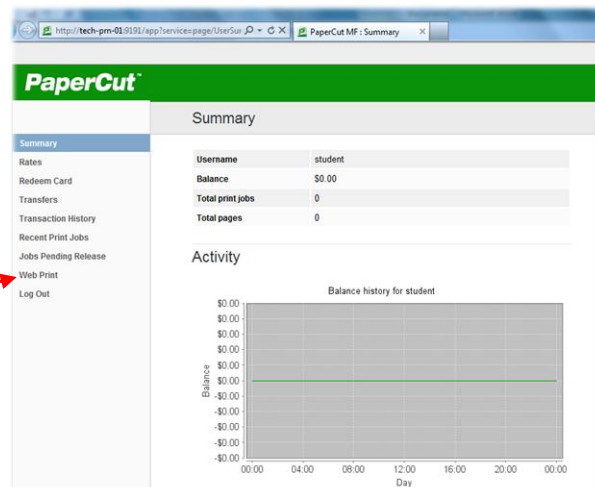 http://tech-prn-01:9191/app?service=page/UserSur
PaperCut MF : Summary
PaperCut
Summary
Summary
Rates
Redeem Card
Transfers
Transaction History
Recent Print Jobs
Jobs Pending Release
Web Print
Log Out
Username student
Balance $0.00
Total print jobs 0
Total pages 0
Activity
Balance history for student
$0.00
$0.00
$0.00
$0.00
$0.00
$0.00
-$0.00
-$0.00
-$0.00
-$0.00
-$0.00
Balance
00:00 04:00 08:00 12:00 16:00 20:00 00:00
Day